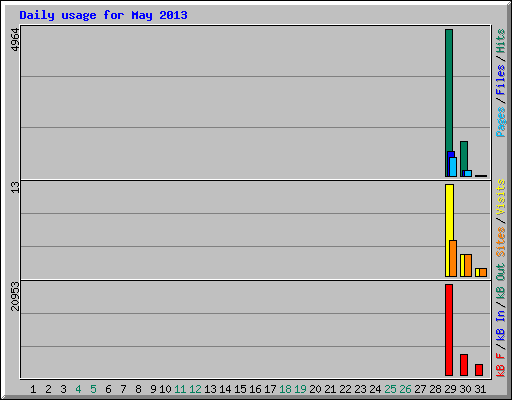 Daily usage for May 2013
4964
Pages / Files / Hits
13
Sites / Visits
20953
kB F / kB In / kB Out
1 2 3 4 5 6 7 8 9 10 11 12 13 14 15 16 17 18 19 20 21 22 23 24 25 26 27 28 29 30 31